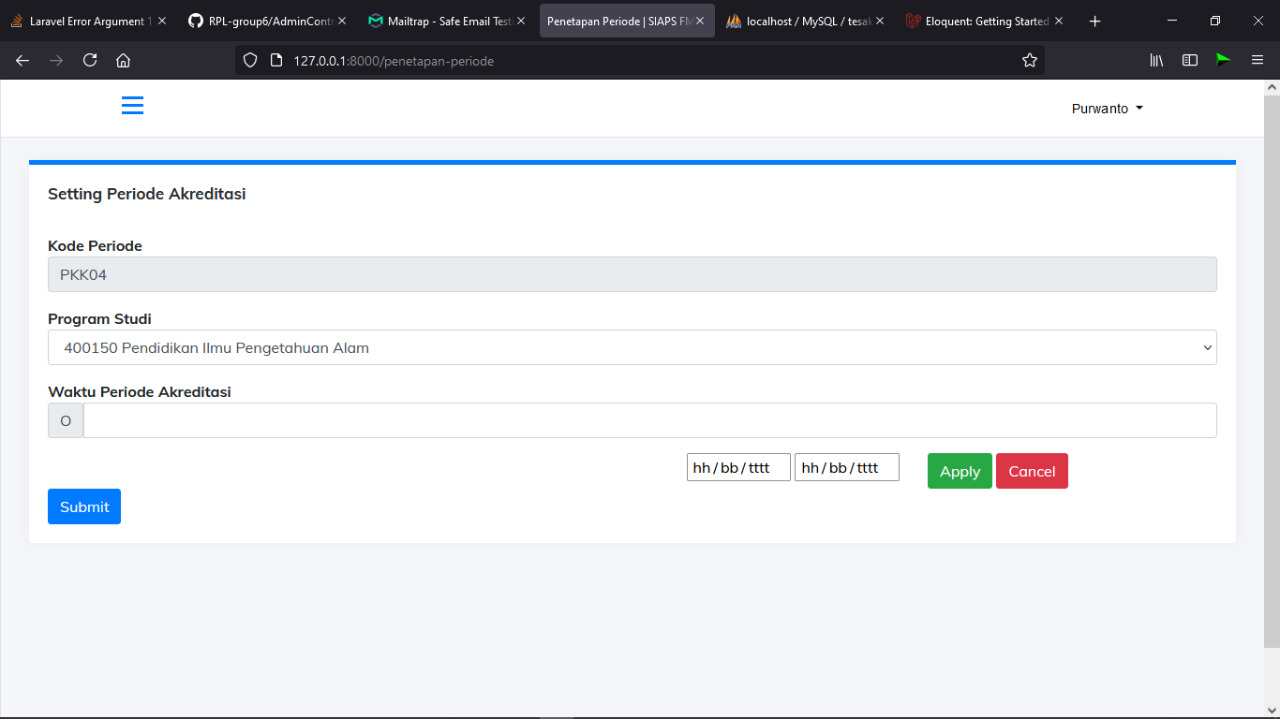 Laravel Error Argument 1
RPL-group6/AdminContr
Mailtrap - Safe Email Testi
Penetapan Periode | SIAPS FM
localhost / MySQL / tesak
Eloquent: Getting Started
127.0.0.1:8000/penetapan-periode
Purwanto
Setting Periode Akreditasi
Kode Periode
PKK04
Program Studi
400150 Pendidikan Ilmu Pengetahuan Alam
Waktu Periode Akreditasi
O
hh/bb/tttt hh/bb/tttt Apply Cancel
Submit